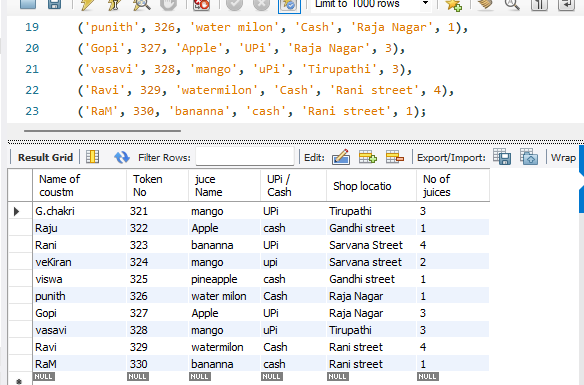 Limit to 1000 rows
19 ('punith', 326, 'water milon', 'Cash', 'Raja Nagar', 1),
20 ('Gopi', 327, 'Apple', 'UPi', 'Raja Nagar', 3),
21 ('vasavi', 328, 'mango', 'uPi', 'Tirupathi', 3),
22 ('Ravi', 329, 'watermilon', 'Cash', 'Rani street', 4),
23 ('RaM', 330, 'bananna', 'cash', 'Rani street', 1);
Result Grid Filter Rows: Edit: Export/Import: Wrap
Name of coustm Token No juce Name UPi / Cash Shop locatio No of juices
G.chakri 321 mango UPi Tirupathi 3
Raju 322 Apple cash Gandhi street 1
Rani 323 bananna UPi Sarvana Street 4
veKiran 324 mango upi Sarvana street 2
viswa 325 pineapple cash Gandhi street 1
punith 326 water milon Cash Raja Nagar 1
Gopi 327 Apple UPi Raja Nagar 3
vasavi 328 mango uPi Tirupathi 3
Ravi 329 watermilon Cash Rani street 4
RaM 330 bananna cash Rani street 1
NULL NULL NULL NULL NULL NULL